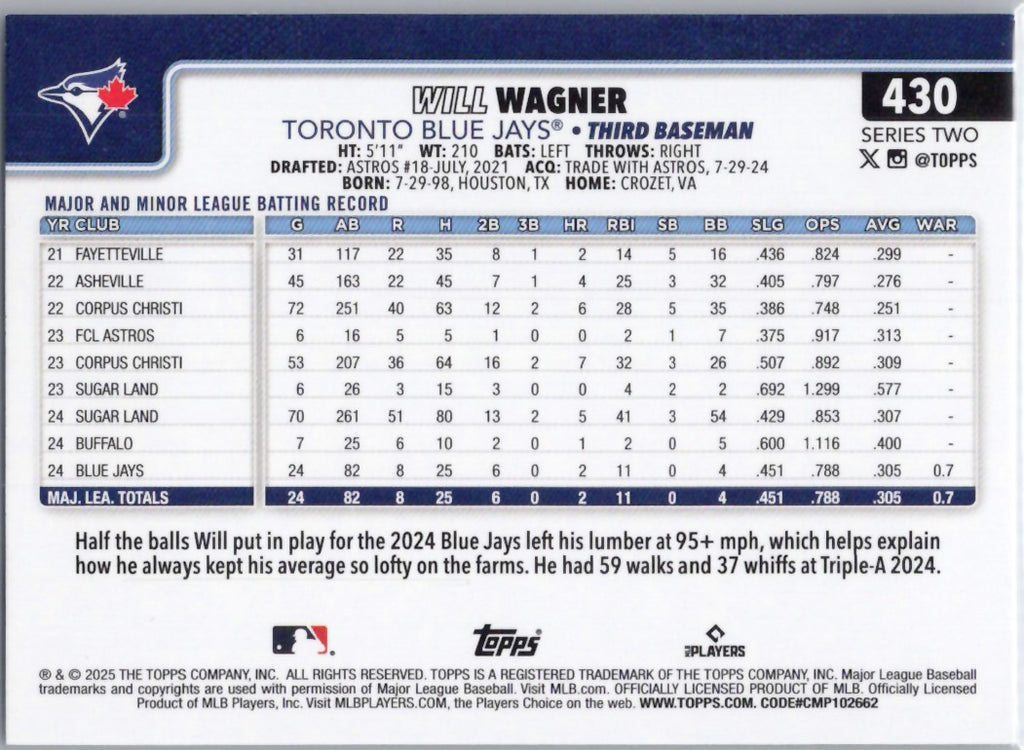 430
WILL WAGNER
TORONTO BLUE JAYS® • THIRD BASEMAN
SERIES TWO
@TOPPS
HT: 5'11" WT: 210 BATS: LEFT THROWS: RIGHT
DRAFTED: ASTROS #18-JULY, 2021 ACQ: TRADE WITH ASTROS, 7-29-24
BORN: 7-29-98, HOUSTON, TX HOME: CROZET, VA
MAJOR AND MINOR LEAGUE BATTING RECORD
YR CLUB G AB R H 2B 3B HR RBI SB BB SLG OPS AVG WAR
21 FAYETTEVILLE 31 117 22 35 8 1 2 14 5 16 .436 .824 .299 -
22 ASHEVILLE 45 163 22 45 7 1 4 25 3 32 .405 .797 .276 -
22 CORPUS CHRISTI 72 251 40 63 12 2 6 28 5 35 .386 .748 .251 -
23 FCL ASTROS 6 16 5 5 1 0 0 2 1 7 .375 .917 .313 -
23 CORPUS CHRISTI 53 207 36 64 16 2 7 32 3 26 .507 .892 .309 -
23 SUGAR LAND 6 26 3 15 3 0 0 4 2 2 .692 1.299 .577 -
24 SUGAR LAND 70 261 51 80 13 2 5 41 3 54 .429 .853 .307 -
24 BUFFALO 7 25 6 10 2 0 1 2 0 5 .600 1.116 .400 -
24 BLUE JAYS 24 82 8 25 6 0 2 11 0 4 .451 .788 .305 0.7
MAJ. LEA. TOTALS 24 82 8 25 6 0 2 11 0 4 .451 .788 .305 0.7
Half the balls Will put in play for the 2024 Blue Jays left his lumber at 95+ mph, which helps explain
how he always kept his average so lofty on the farms. He had 59 walks and 37 whiffs at Triple-A 2024.
Topps®
MLB PLAYERS
® & © 2025 THE TOPPS COMPANY, INC. ALL RIGHTS RESERVED. TOPPS IS A REGISTERED TRADEMARK OF THE TOPPS COMPANY, INC. Major League Baseball
trademarks and copyrights are used with permission of Major League Baseball. Visit MLB.com. OFFICIALLY LICENSED PRODUCT OF MLB. Officially Licensed
Product of MLB Players, Inc. Visit MLBPLAYERS.COM, the Players Choice on the web. WWW.TOPPS.COM. CODE#CMP102662